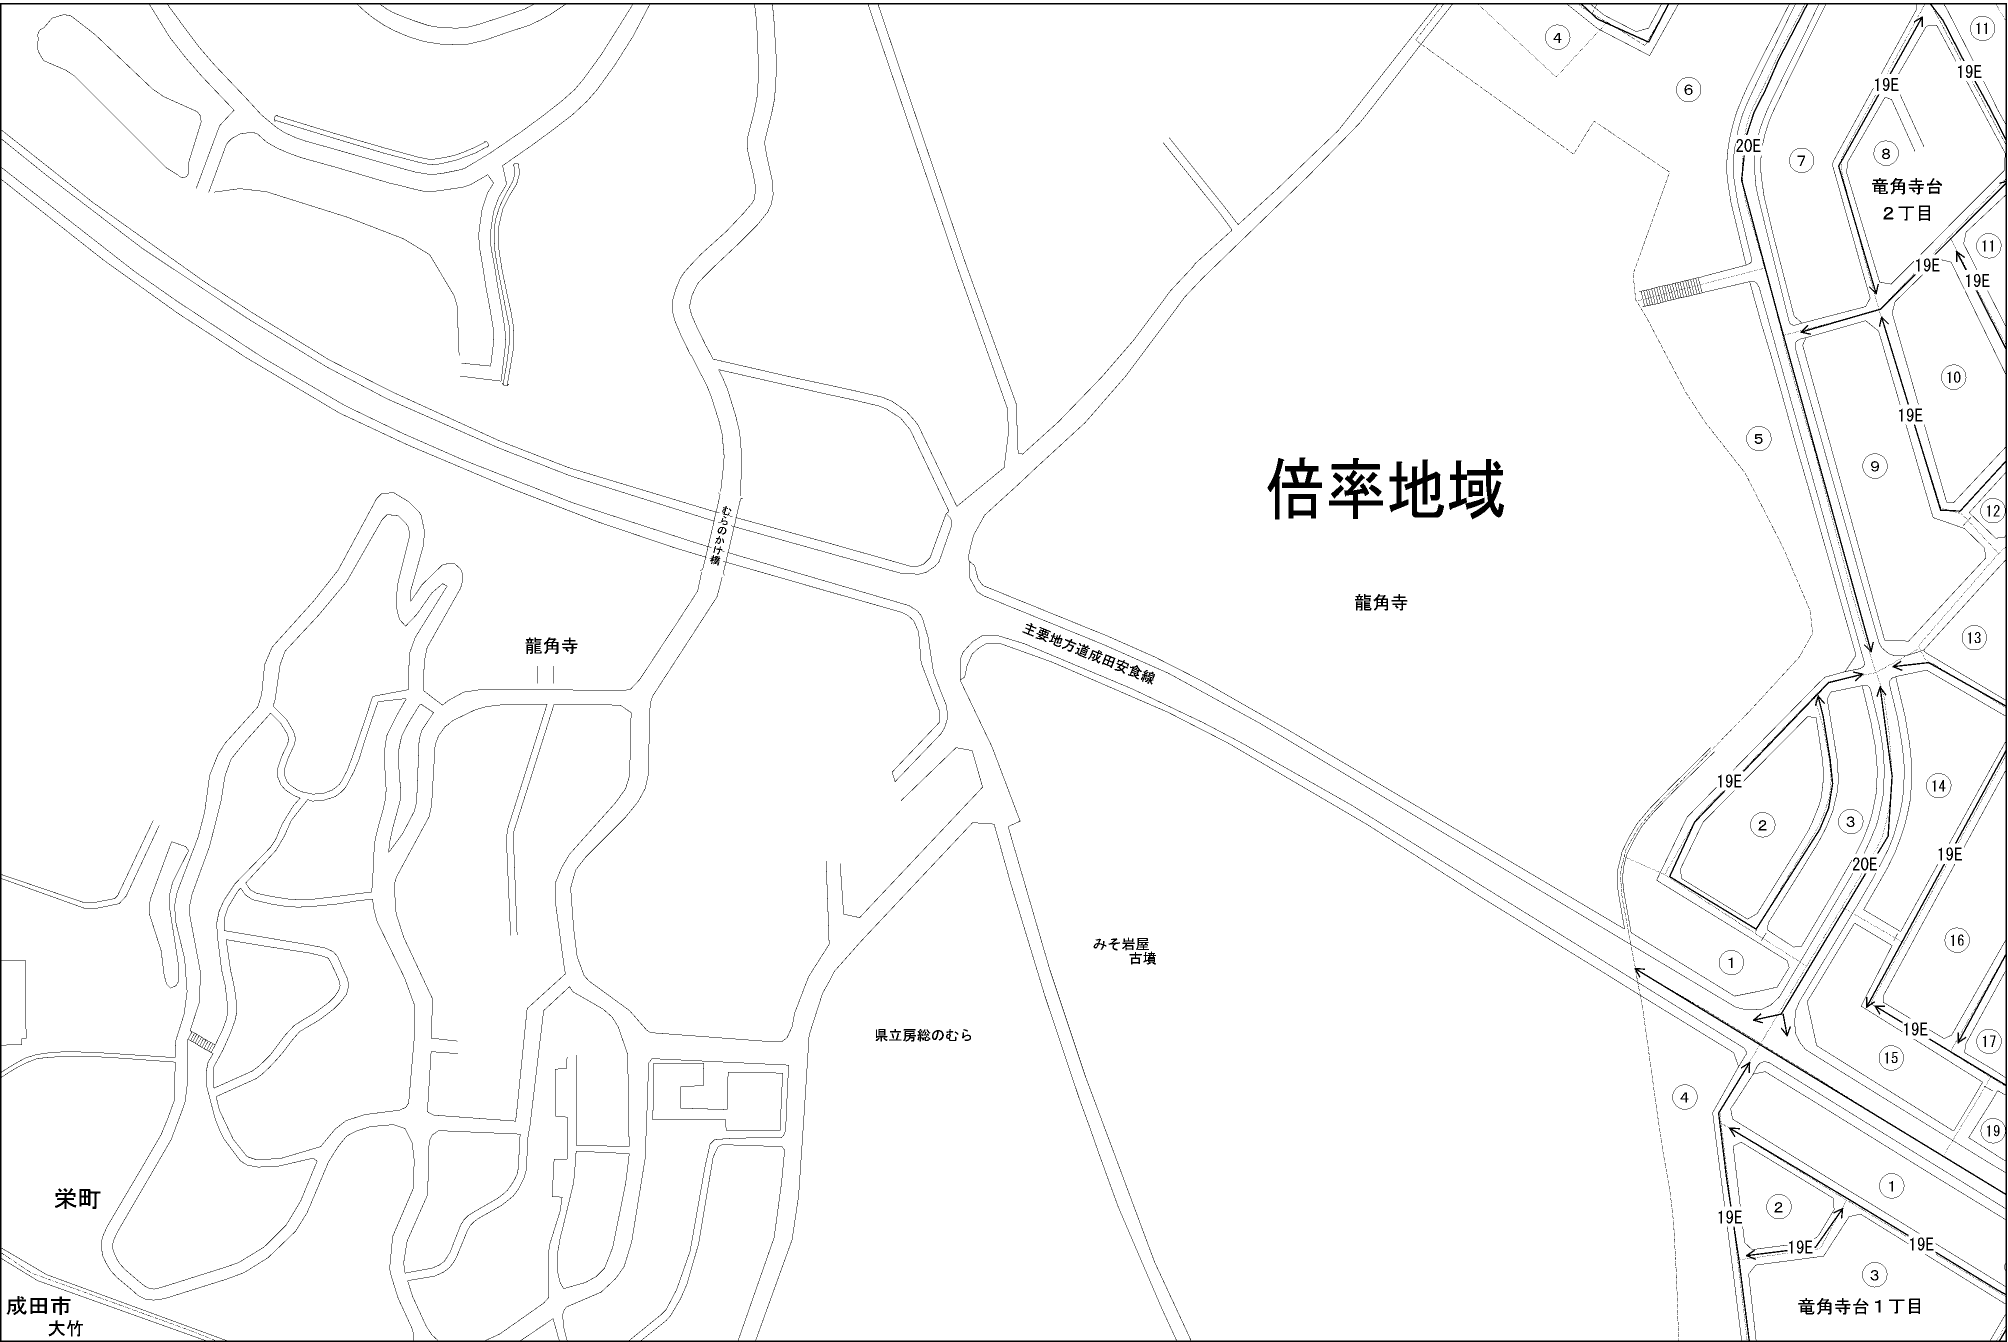 ④
⑪
19E
19E
⑥
20E
⑦
⑧
竜角寺台
２丁目
⑪
19E
19E
⑩
19E
⑤
⑨
倍率地域
⑫
むらのかけ橋
龍角寺
⑬
龍角寺
主要地方道成田安食線
19E
⑭
②
③
19E
20E
みそ岩屋
古墳
⑯
①
県立房総のむら
19E
⑰
⑮
④
⑲
①
栄町
②
19E
19E
19E
③
成田市
大竹
竜角寺台１丁目